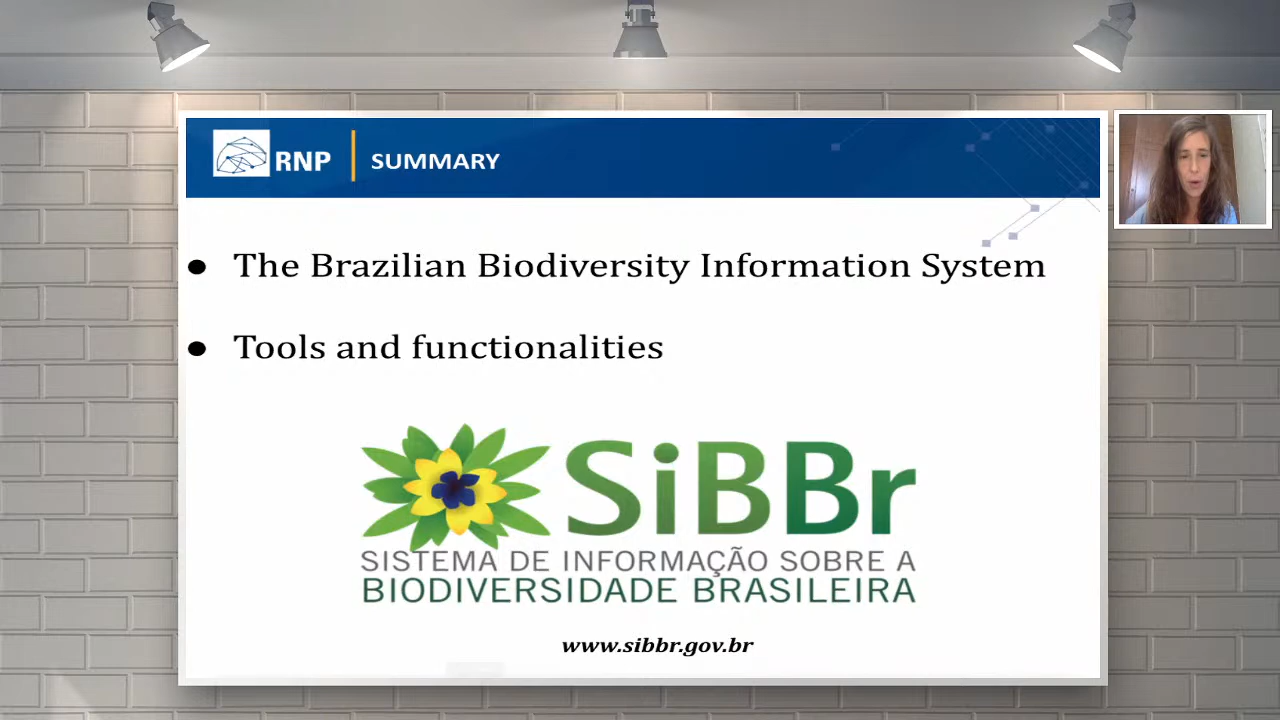 RNP
SUMMARY
● The Brazilian Biodiversity Information System
● Tools and functionalities
SiBBr
SISTEMA DE INFORMAÇÃO SOBRE A
BIODIVERSIDADE BRASILEIRA
www.sibbr.gov.br